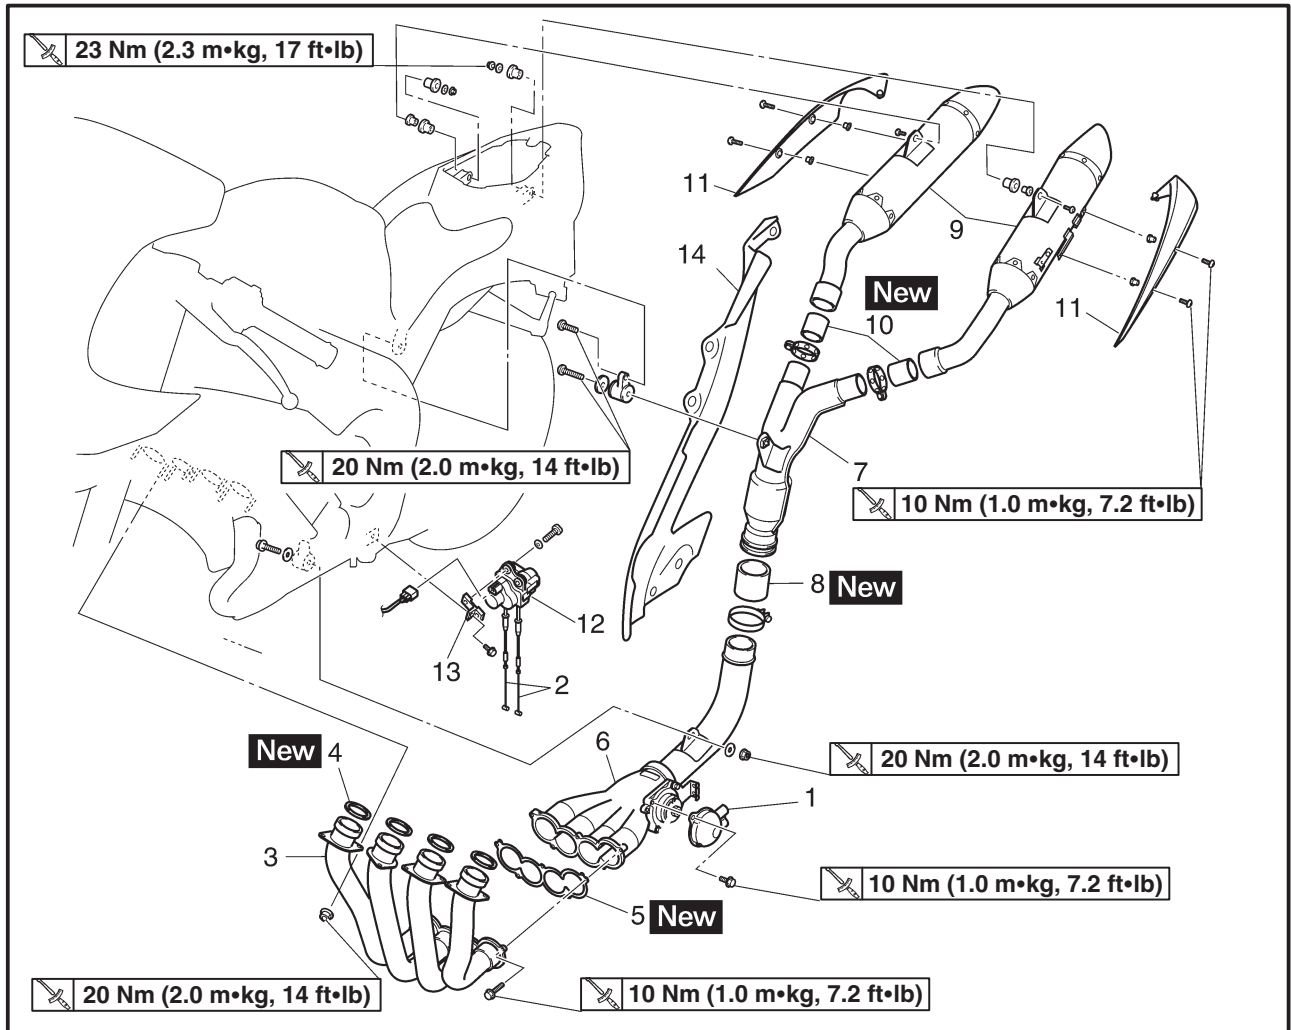 23 Nm (2.3 m•kg, 17 ft•lb)
11
9
14
New
10
11
20 Nm (2.0 m•kg, 14 ft•lb)
7
10 Nm (1.0 m•kg, 7.2 ft•lb)
8 New
12
13
2
New 4
6
20 Nm (2.0 m•kg, 14 ft•lb)
1
3
10 Nm (1.0 m•kg, 7.2 ft•lb)
5 New
20 Nm (2.0 m•kg, 14 ft•lb)
10 Nm (1.0 m•kg, 7.2 ft•lb)